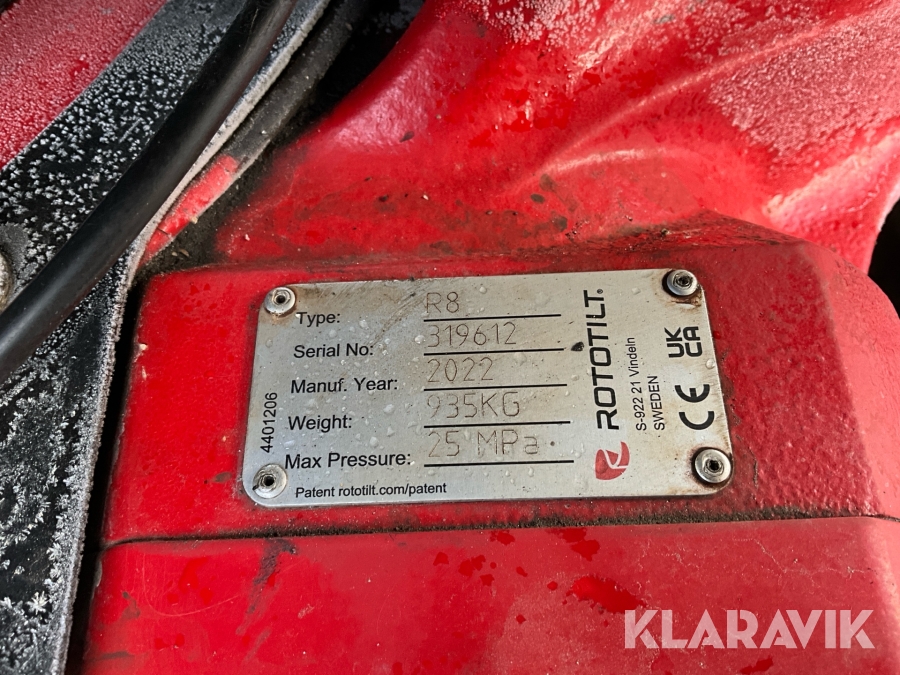 Type: R8
Serial No: 319612
Manuf. Year: 2022
Weight: 935KG
Max Pressure: 25 MPa
Patent rototilt.com/patent
4401206
ROTOTILT®
S-922 21 Vindeln
SWEDEN
CE
UK
CA
KLARAVIK